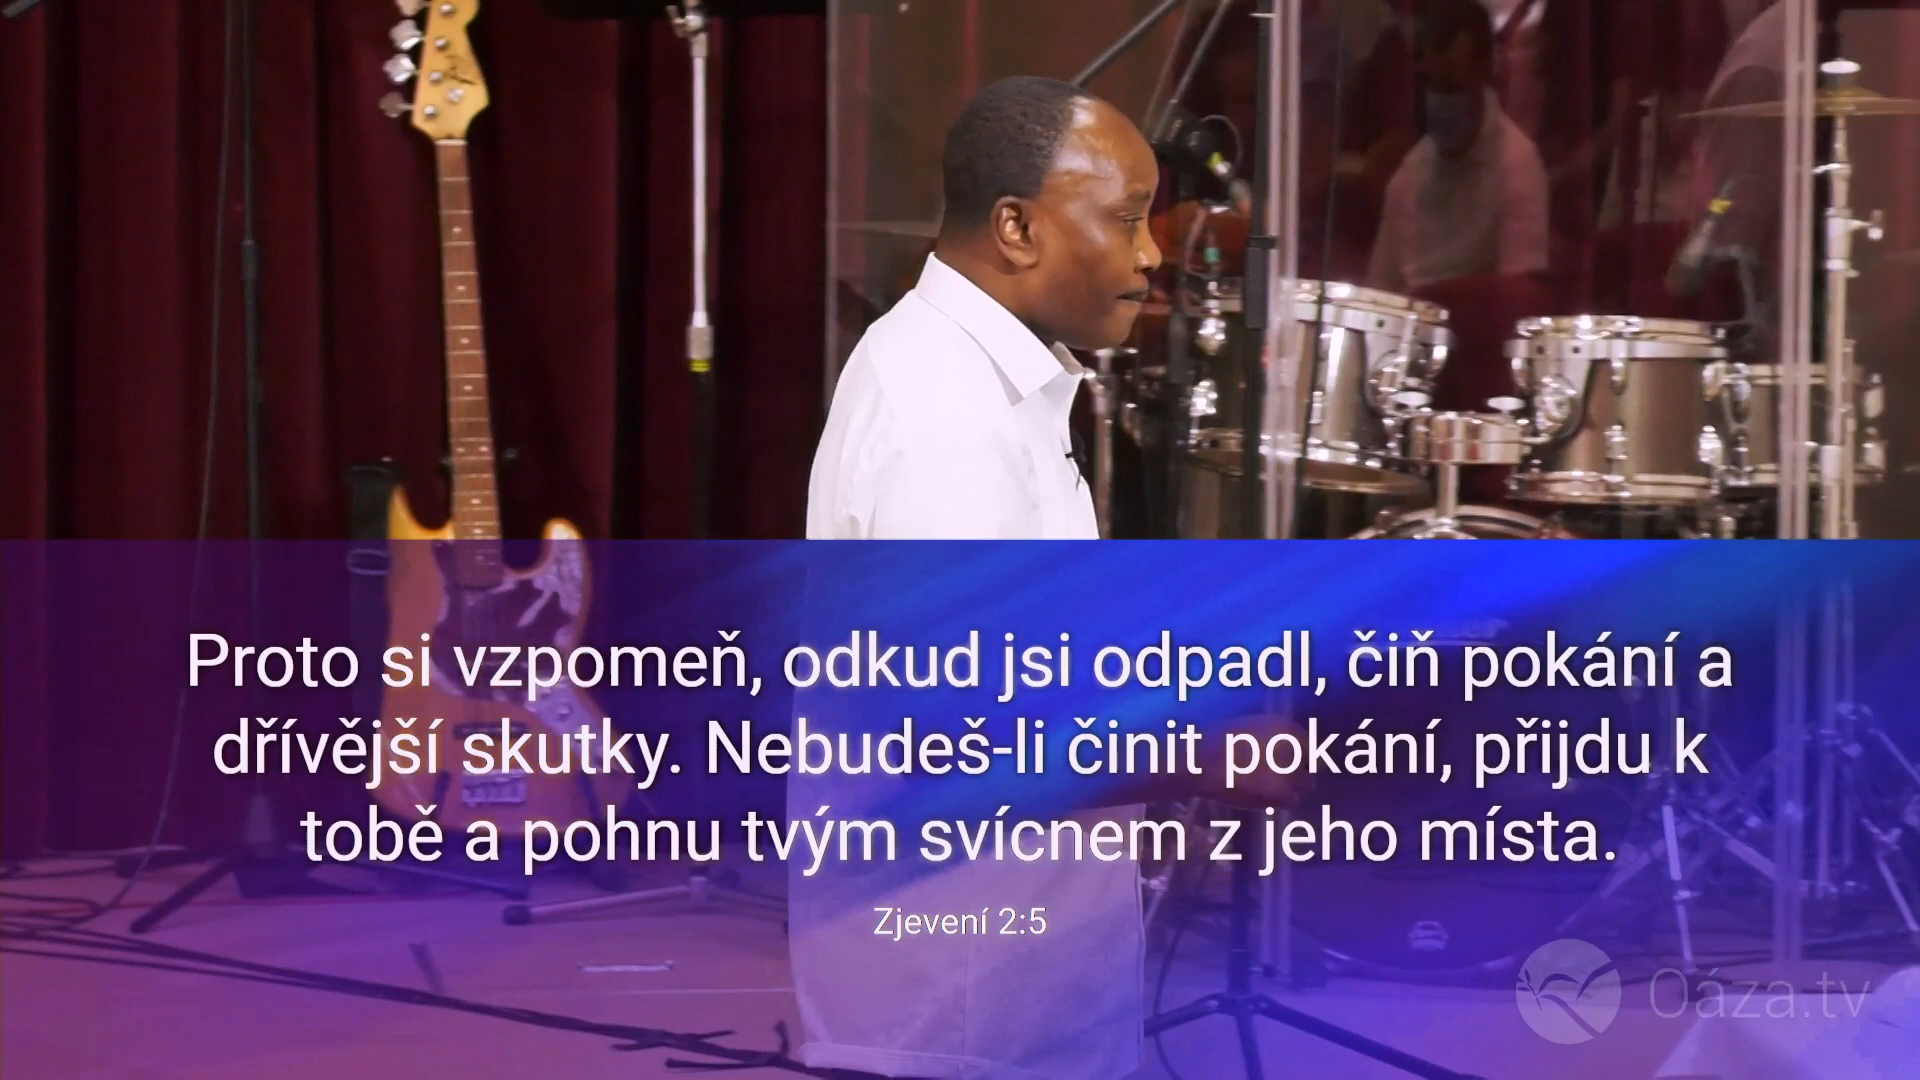 Proto si vzpomeň, odkud jsi odpadl, čiň pokání a
dřívější skutky. Nebudeš-li činit pokání, přijdu k
tobě a pohnu tvým svícnem z jeho místa.
Zjevení 2:5
Oáza.tv